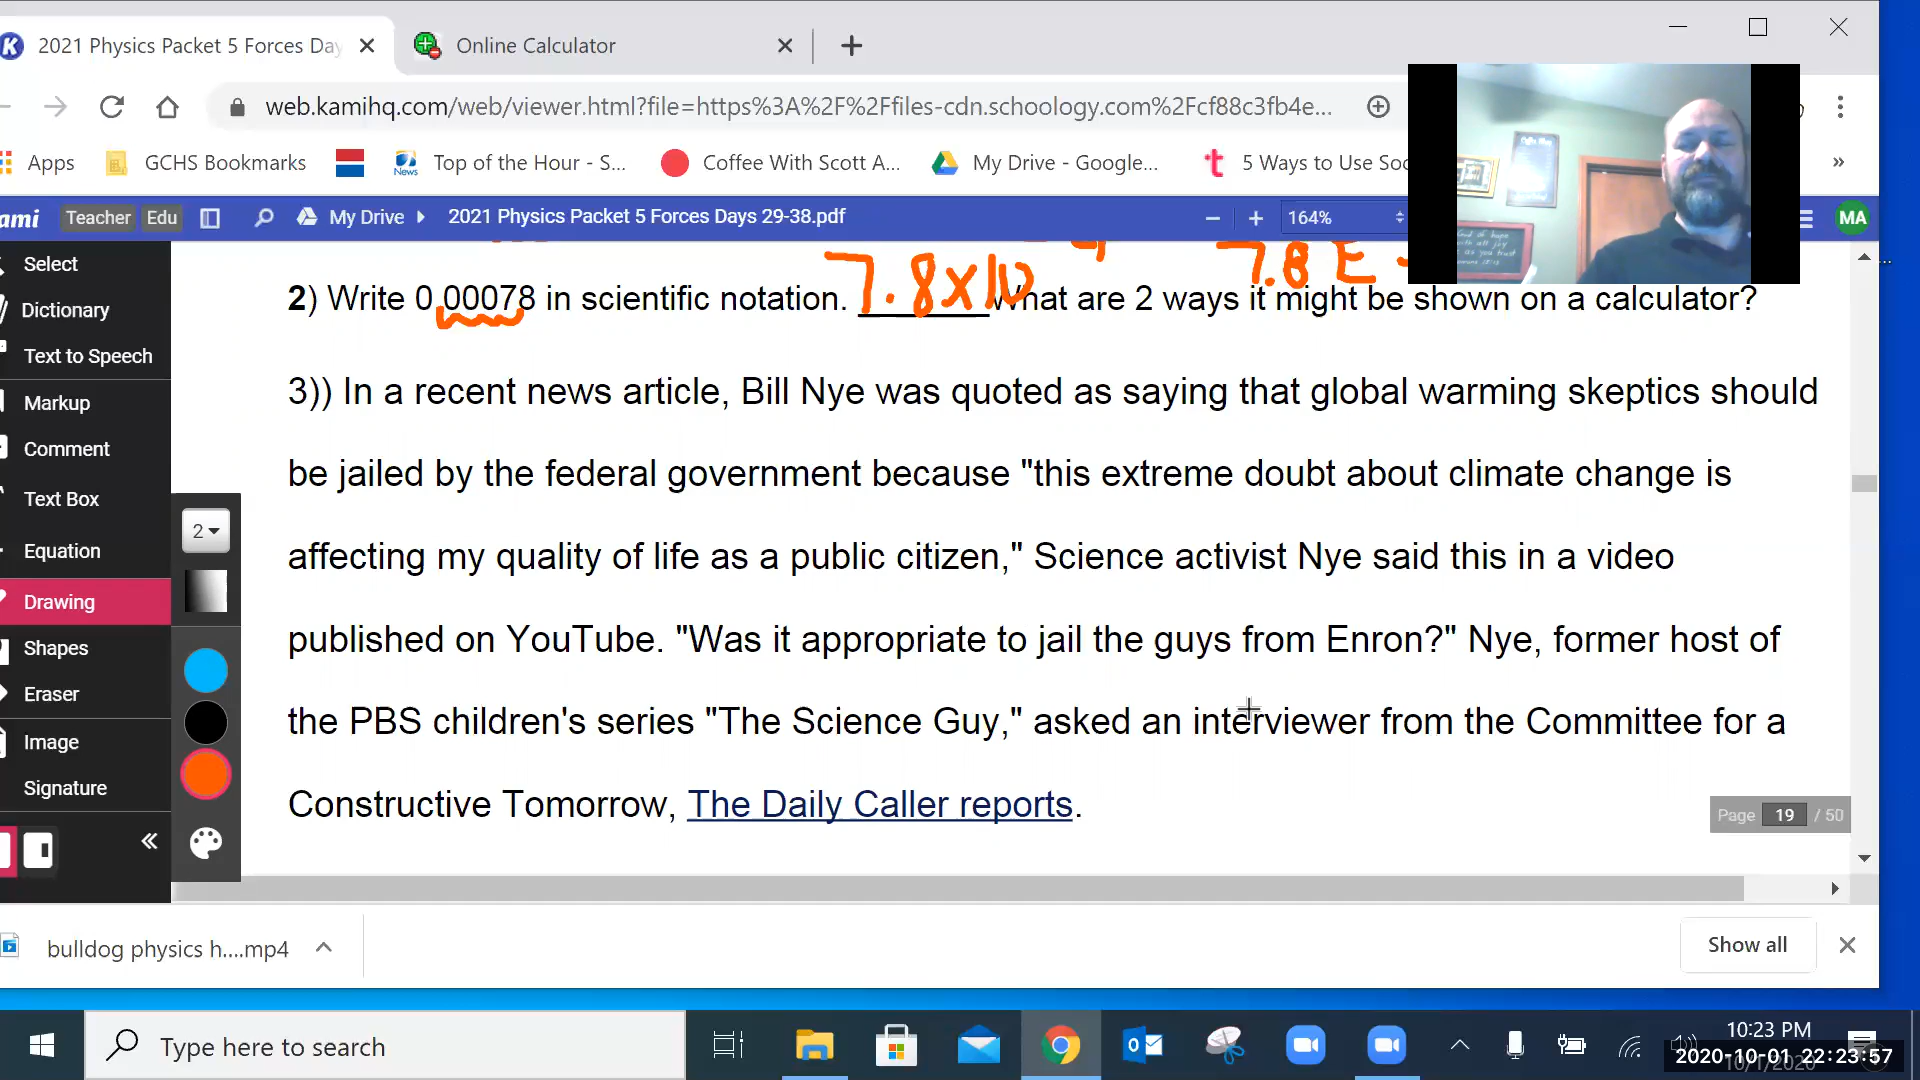 2021 Physics Packet 5 Forces Day
Online Calculator
web.kamihq.com/web/viewer.html?file=https%3A%2F%2Ffiles-cdn.schoology.com%2Fcf88c3fb4e...
Apps
GCHS Bookmarks
Top of the Hour - S...
Coffee With Scott A...
My Drive - Google...
5 Ways to Use Soc
ami
Teacher
Edu
My Drive
2021 Physics Packet 5 Forces Days 29-38.pdf
164%
MA
Select
Dictionary
Text to Speech
Markup
Comment
Text Box
Equation
Drawing
Shapes
Eraser
Image
Signature
2
7.8x10
7.8 E -
2) Write 0.00078 in scientific notation. ________What are 2 ways it might be shown on a calculator?
3)) In a recent news article, Bill Nye was quoted as saying that global warming skeptics should
be jailed by the federal government because "this extreme doubt about climate change is
affecting my quality of life as a public citizen," Science activist Nye said this in a video
published on YouTube. "Was it appropriate to jail the guys from Enron?" Nye, former host of
the PBS children's series "The Science Guy," asked an interviewer from the Committee for a
Constructive Tomorrow, The Daily Caller reports.
Page 19 / 50
bulldog physics h....mp4
Show all
Type here to search
10:23 PM
10/1/2020
2020-10-01 22:23:57